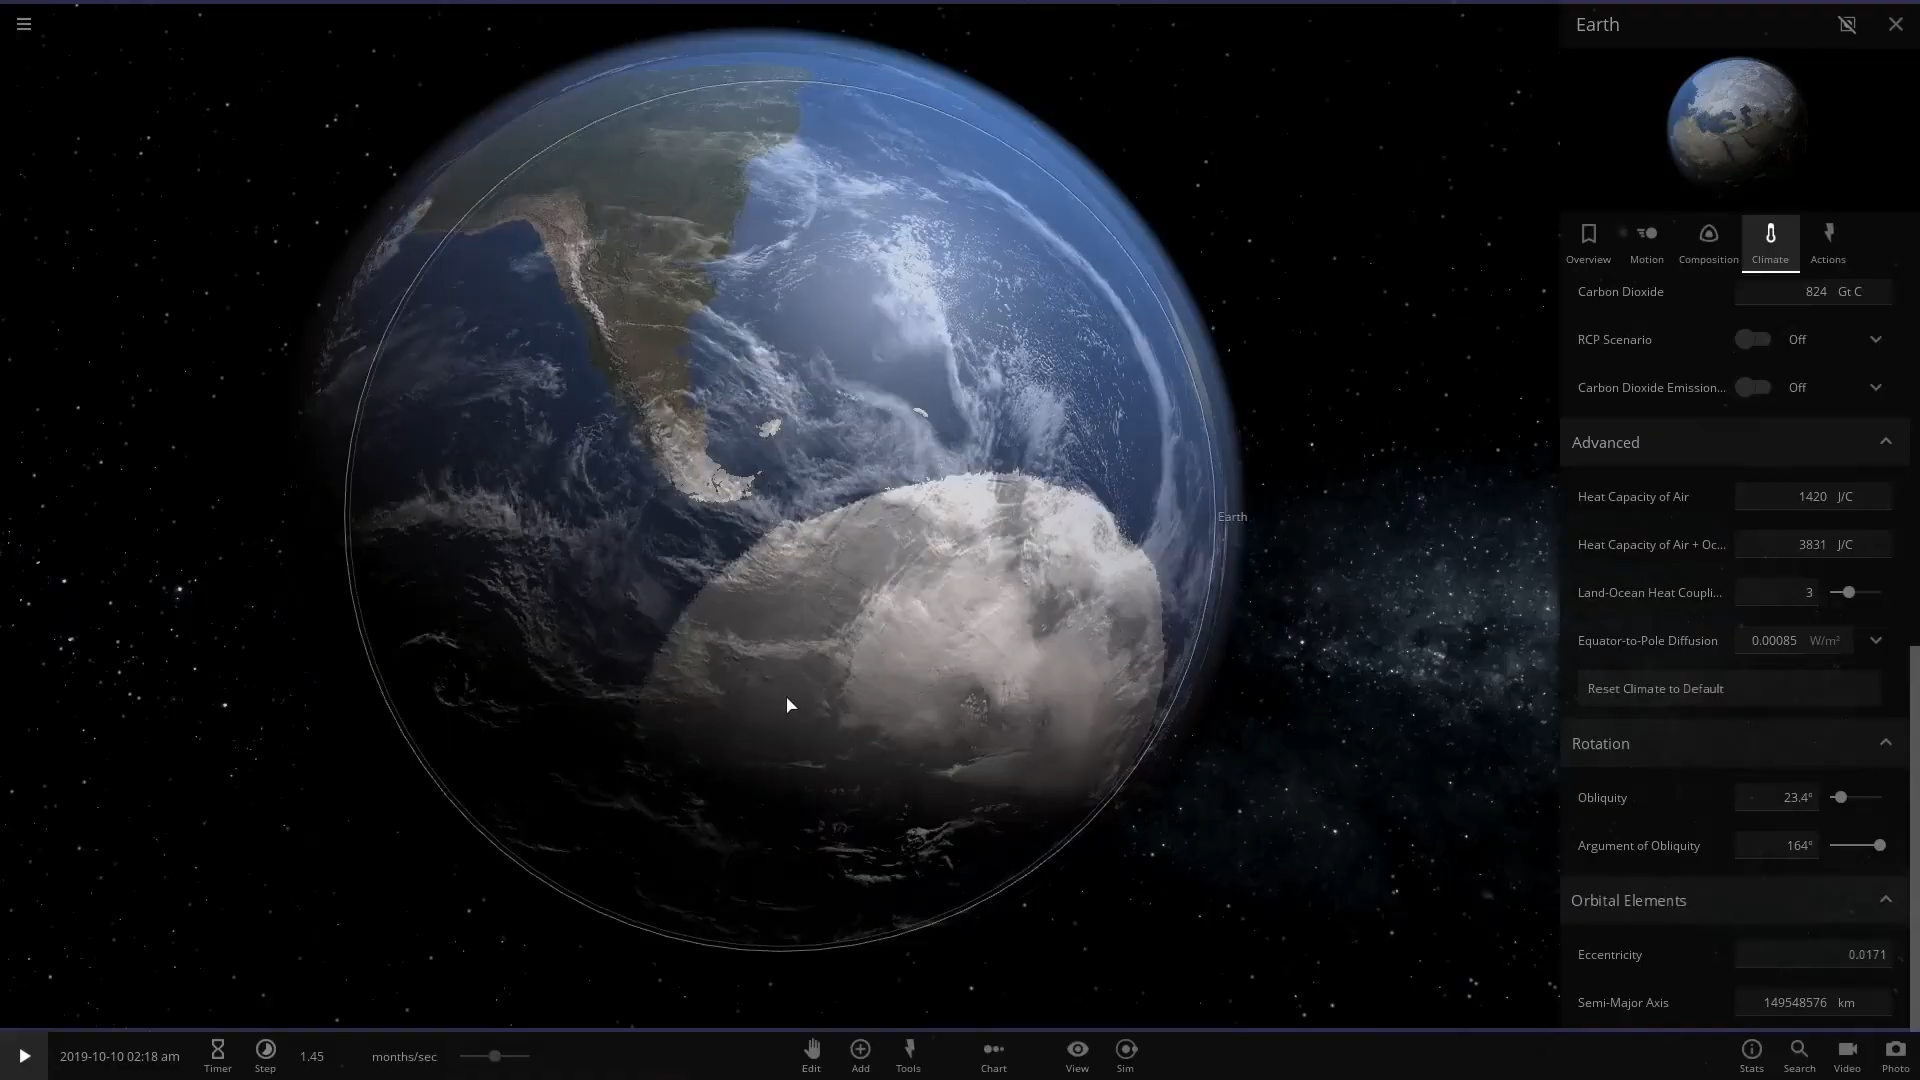 Earth
Overview
Motion
Composition
Climate
Actions
Carbon Dioxide 824 Gt C
RCP Scenario Off
Carbon Dioxide Emission... Off
Advanced
Heat Capacity of Air 1420 J/C
Earth
Heat Capacity of Air + Oc... 3831 J/C
Land-Ocean Heat Coupli... 3
Equator-to-Pole Diffusion 0.00085 W/m²
Reset Climate to Default
Rotation
Obliquity 23.4°
Argument of Obliquity 164°
Orbital Elements
Eccentricity 0.0171
Semi-Major Axis 149548576 km
2019-10-10 02:18 am
Timer
Step
1.45 months/sec
Edit
Add
Tools
Chart
View
Sim
Stats
Search
Video
Photo